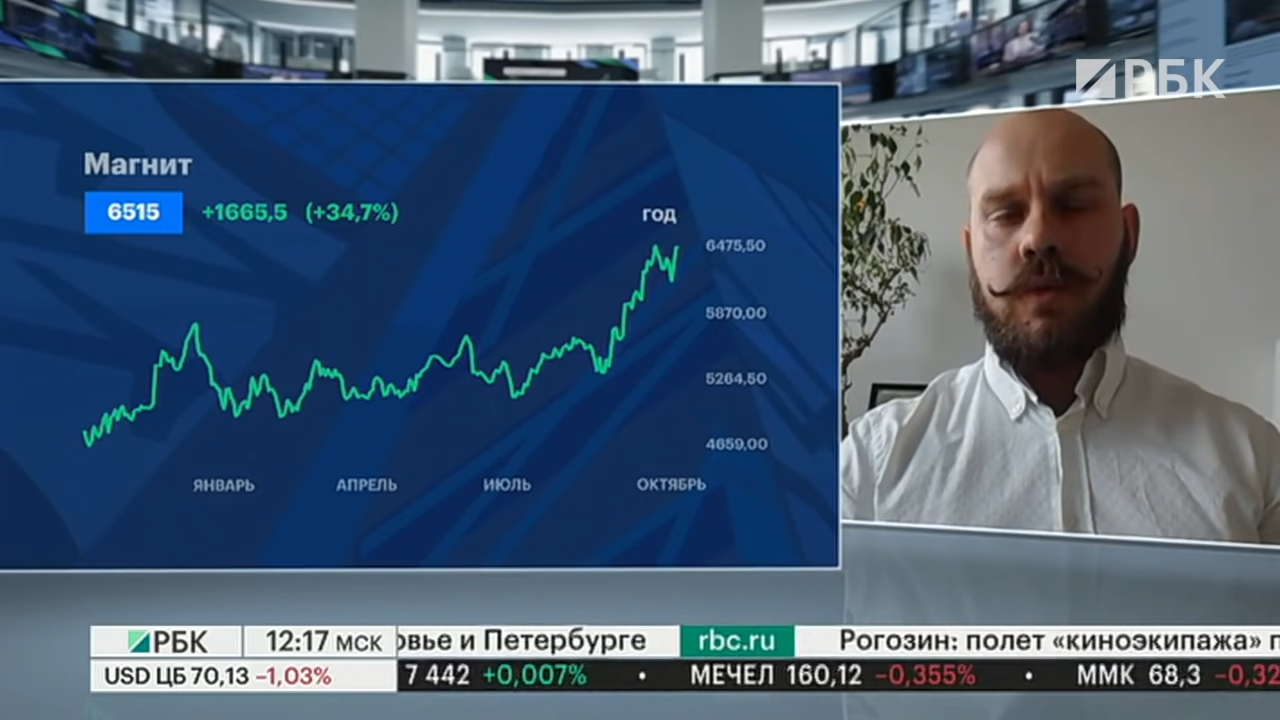 РБК
Магнит
6515 +1665,5 (+34,7%)
год
6475,50
5870,00
5264,50
4659,00
ЯНВАРЬ АПРЕЛЬ ИЮЛЬ ОКТЯБРЬ
РБК 12:17 МСК овье и Петербурге rbc.ru Рогозин: полет «киноэкипажа» п
USD ЦБ 70,13 −1,03% 7 442 +0,007% • МЕЧЕЛ 160,12 −0,355% • ММК 68,3 −0,32